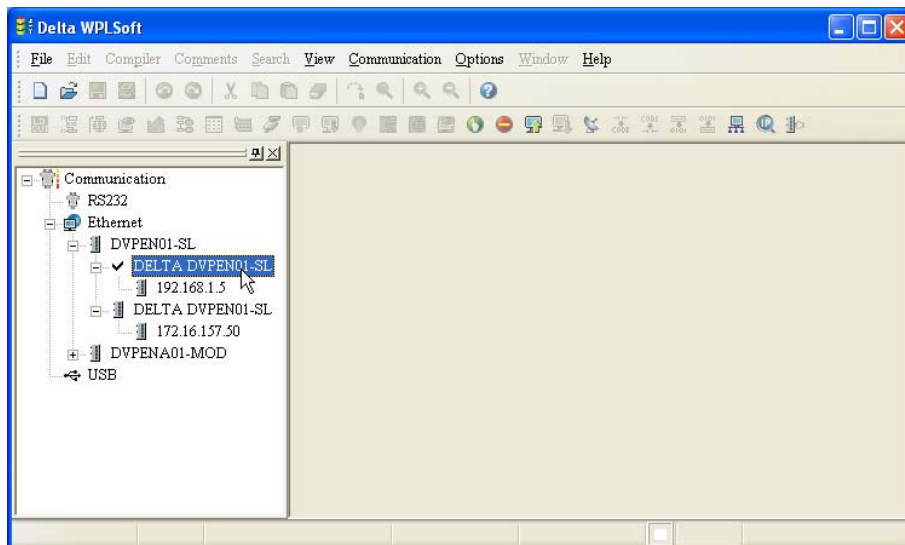 Delta WPLSoft
File Edit Compiler Comments Search View Communication Options Window Help
Communication
RS232
Ethernet
DVPEN01-SL
DELTA DVPEN01-SL
192.168.1.5
DELTA DVPEN01-SL
172.16.157.50
DVPENA01-MOD
USB